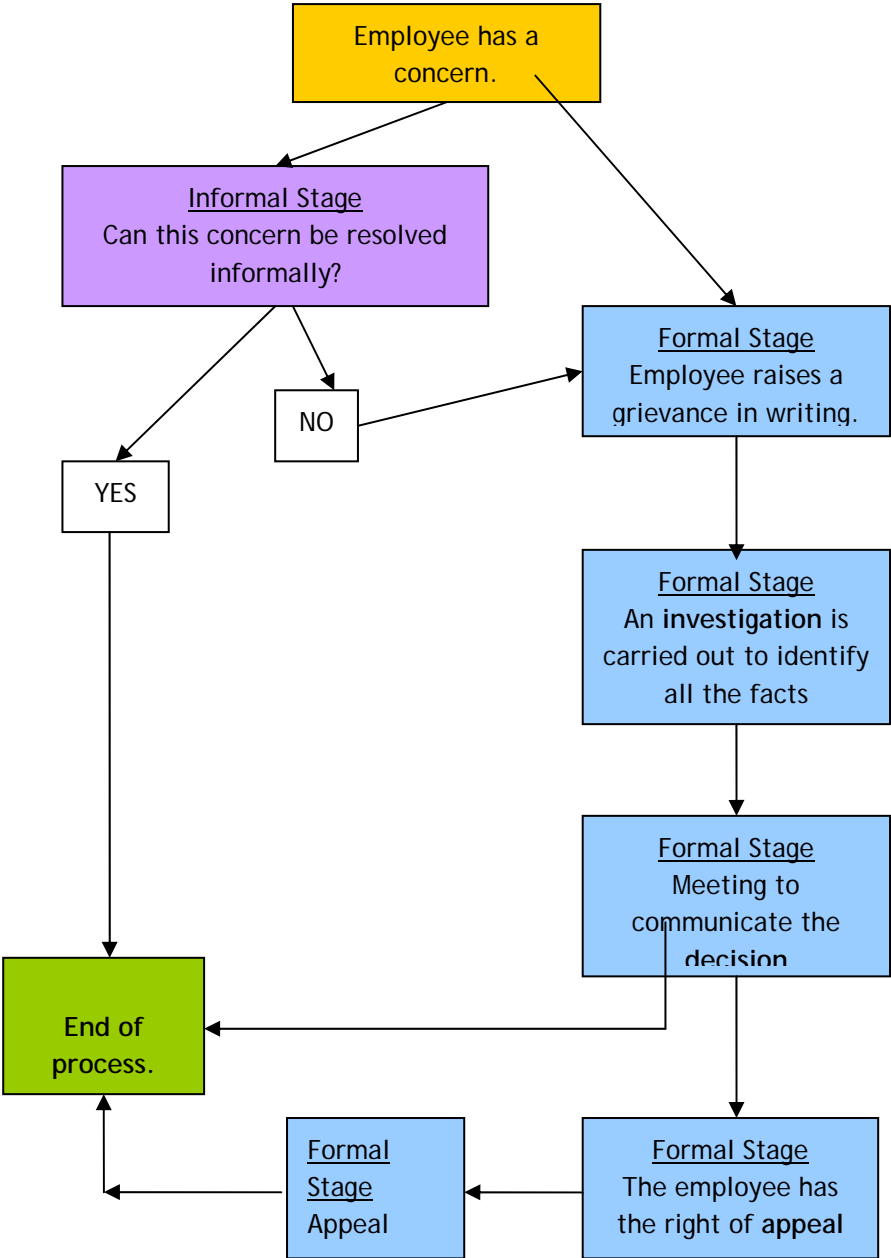 Employee has a
concern.
Informal Stage
Can this concern be resolved
informally?
Formal Stage
Employee raises a
grievance in writing.
NO
YES
Formal Stage
An investigation is
carried out to identify
all the facts
Formal Stage
Meeting to
communicate the
decision
End of
process.
Formal
Stage
Appeal
Formal Stage
The employee has
the right of appeal